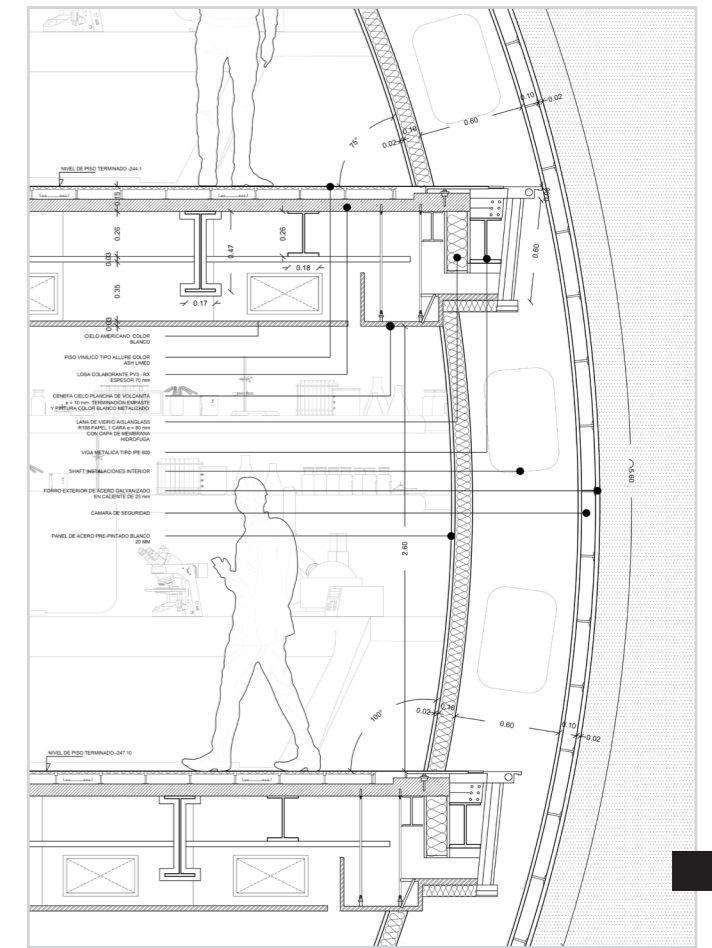 0.10
0.02
0.60
0.10
0.02
75°
NIVEL DE PISO TERMINADO -244.1
0.15
0.05
0.26
0.26
0.47
0.60
0.03
0.18
0.35
0.17
0.03
CIELO AMERICANO COLOR
BLANCO
PISO VINILICO TIPO ALLURE COLOR
ASH LIMED
LOSA COLABORANTE PV3 - RX
ESPESOR 70 mm
CENEFA CIELO PLANCHA DE VOLCANITA
e = 10 mm. TERMINACIÓN EMPASTE
Y PINTURA COLOR BLANCO METALIZADO
LANA DE VIDRIO AISLANGLASS
R188 PAPEL 1 CARA e = 80 mm
CON CAPA DE MEMBRANA
HIDROFUGA
VIGA METALICA TIPO IPE 600
SHAFT INSTALACIONES INTERIOR
5.60
FORRO EXTERIOR DE ACERO GALVANIZADO
EN CALIENTE DE 25 mm
CAMARA DE SEGURIDAD
PANEL DE ACERO PRE-PINTADO BLANCO
20 MM
2.60
100°
0.02
0.10
0.60
0.10
0.02
NIVEL DE PISO TERMINADO -247.10